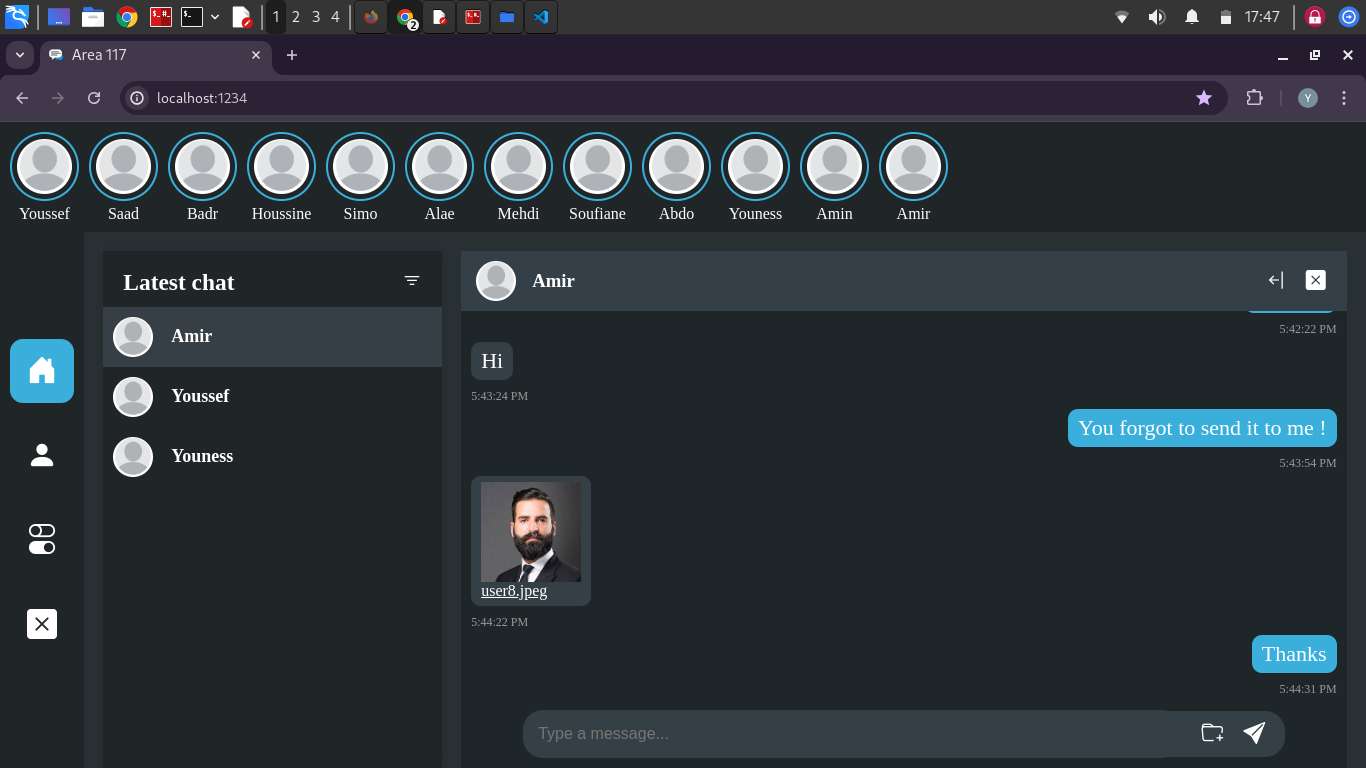 1 2 3 4
17:47
Area 117
localhost:1234
Y
Youssef Saad Badr Houssine Simo Alae Mehdi Soufiane Abdo Youness Amin Amir
Latest chat
Amir
Youssef
Youness
Amir
5:42:22 PM
Hi
5:43:24 PM
You forgot to send it to me !
5:43:54 PM
user8.jpeg
5:44:22 PM
Thanks
5:44:31 PM
Type a message...